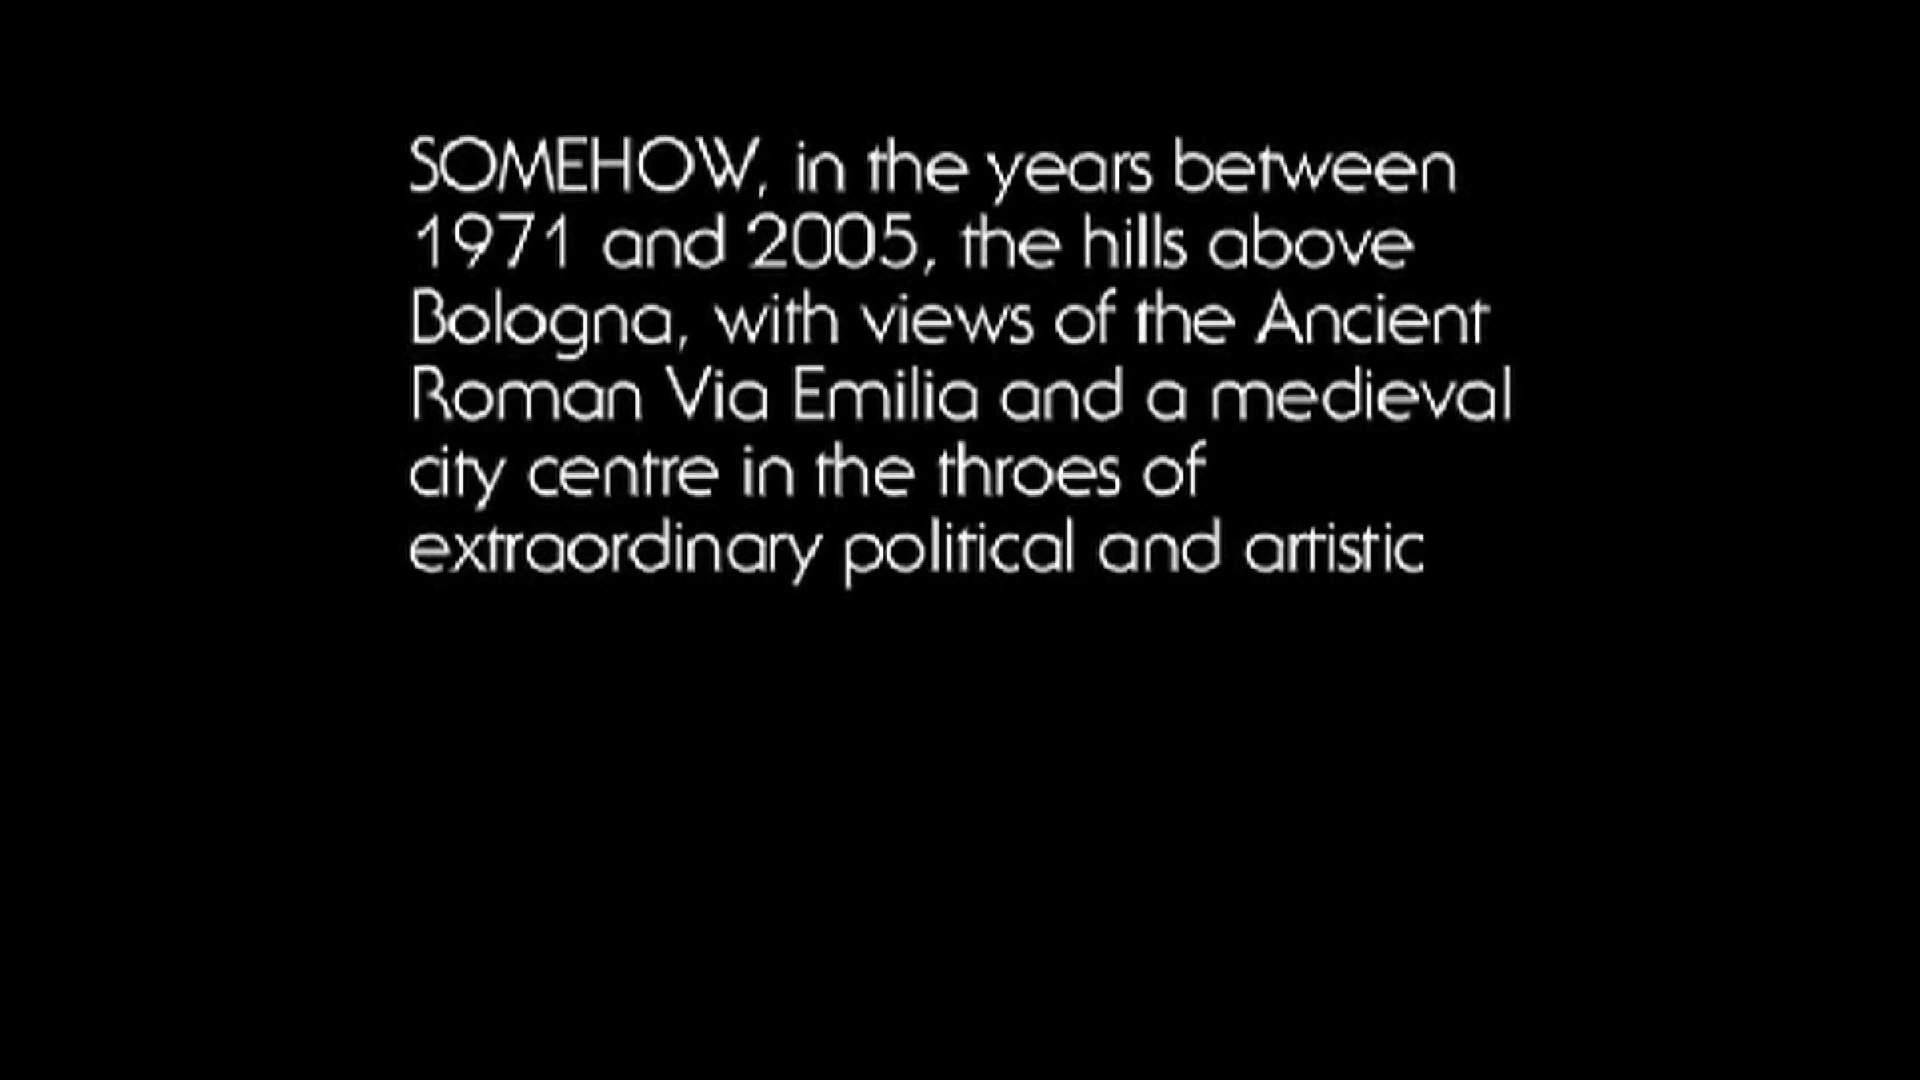 SOMEHOW, in the years between
1971 and 2005, the hills above
Bologna, with views of the Ancient
Roman Via Emilia and a medieval
city centre in the throes of
extraordinary political and artistic